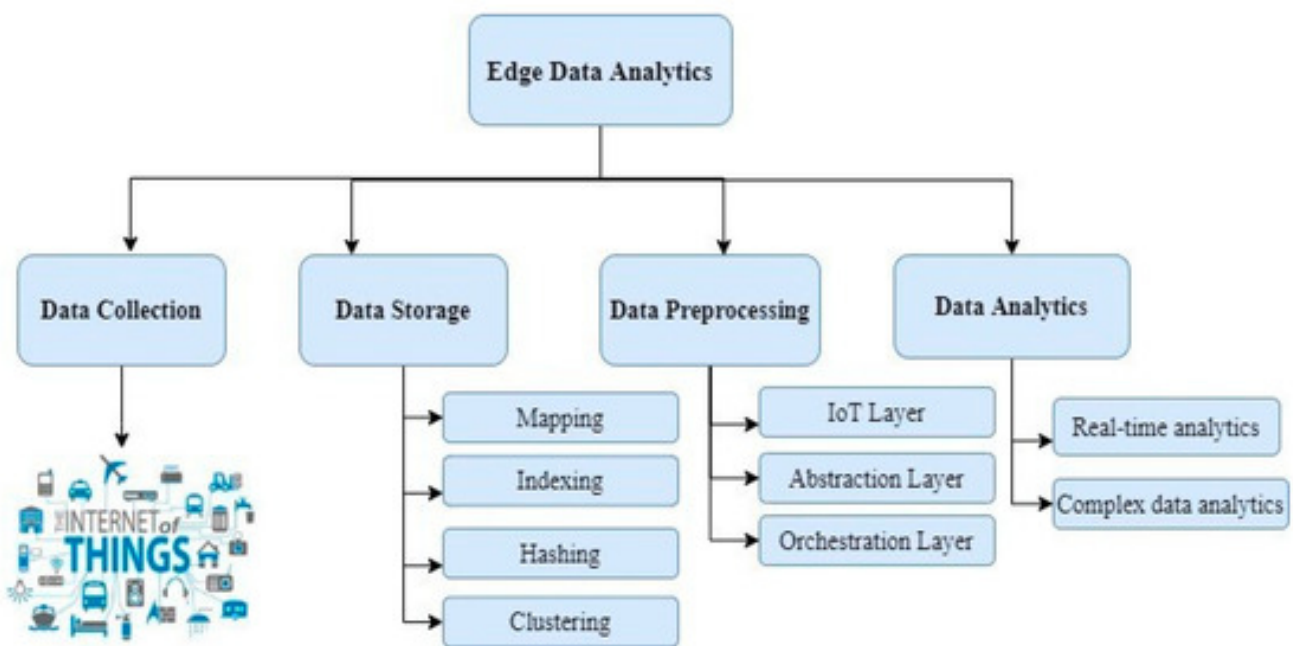 Edge Data Analytics
Data Collection
Data Storage
Data Preprocessing
Data Analytics
THE INTERNET of
THINGS
Mapping
Indexing
Hashing
Clustering
IoT Layer
Abstraction Layer
Orchestration Layer
Real-time analytics
Complex data analytics